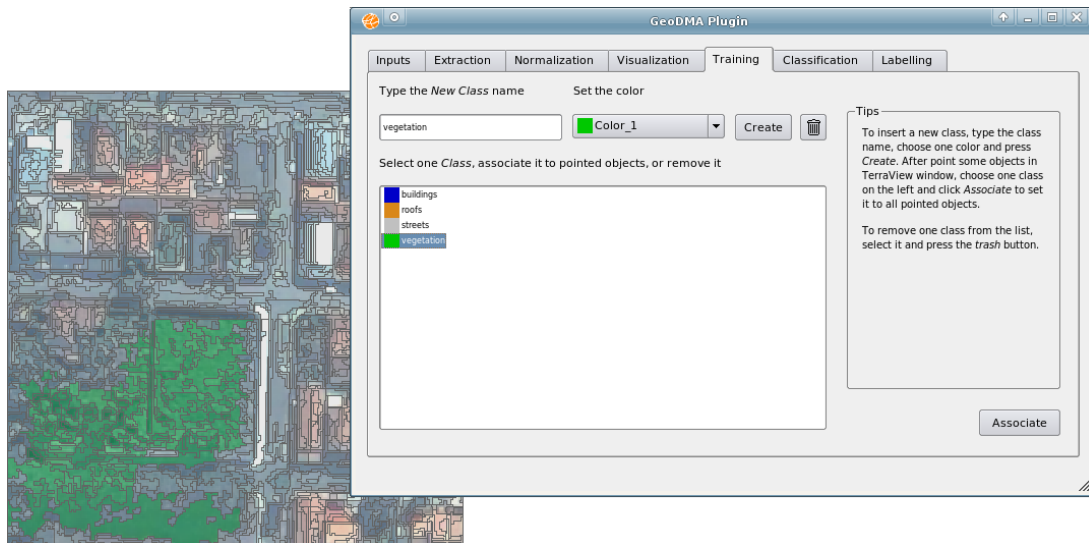 GeoDMA Plugin
Inputs Extraction Normalization Visualization Training Classification Labelling
Type the New Class name
Set the color
vegetation
Color_1
Create
Select one Class, associate it to pointed objects, or remove it
buildings
roofs
streets
vegetation
Tips
To insert a new class, type the class
name, choose one color and press
Create. After point some objects in
TerraView window, choose one class
on the left and click Associate to set
it to all pointed objects.
To remove one class from the list,
select it and press the trash button.
Associate